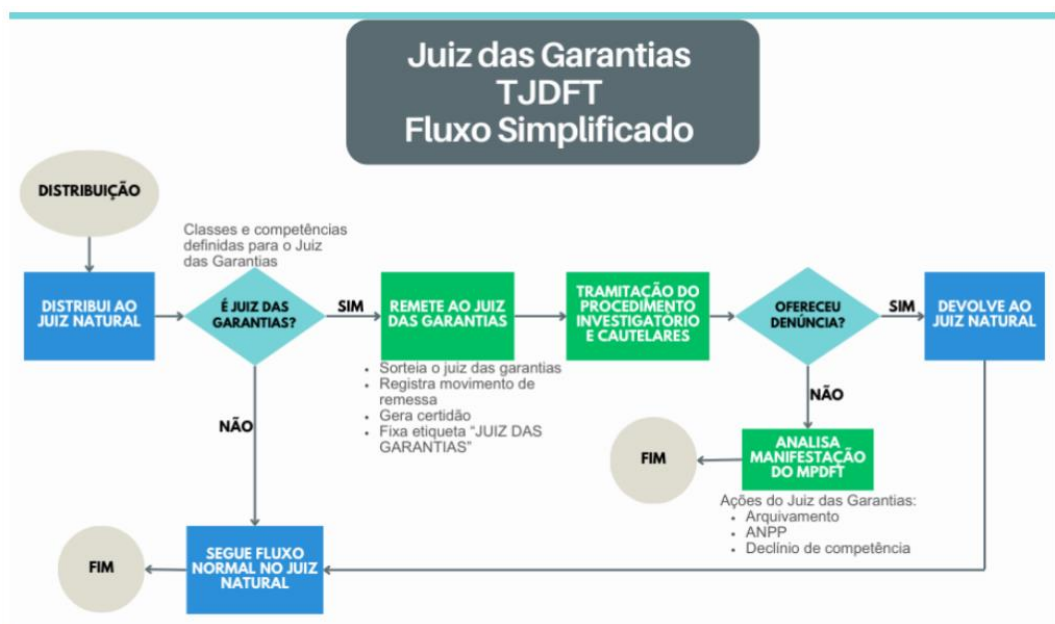 Juiz das Garantias
TJDFT
Fluxo Simplificado
DISTRIBUIÇÃO
Classes e competências
definidas para o Juiz
das Garantias
DISTRIBUI AO
JUIZ NATURAL
É JUIZ DAS
GARANTIAS?
SIM
REMETE AO JUIZ
DAS GARANTIAS
TRAMITAÇÃO DO
PROCEDIMENTO
INVESTIGATÓRIO
E CAUTELARES
OFERECEU
DENÚNCIA?
SIM
DEVOLVE AO
JUIZ NATURAL
• Sorteia o juiz das garantias
• Registra movimento de
remessa
• Gera certidão
• Fixa etiqueta “JUIZ DAS
GARANTIAS”
NÃO
NÃO
FIM
ANALISA
MANIFESTAÇÃO
DO MPDFT
Ações do Juiz das Garantias:
• Arquivamento
• ANPP
• Declínio de competência
FIM
SEGUE FLUXO
NORMAL NO JUIZ
NATURAL